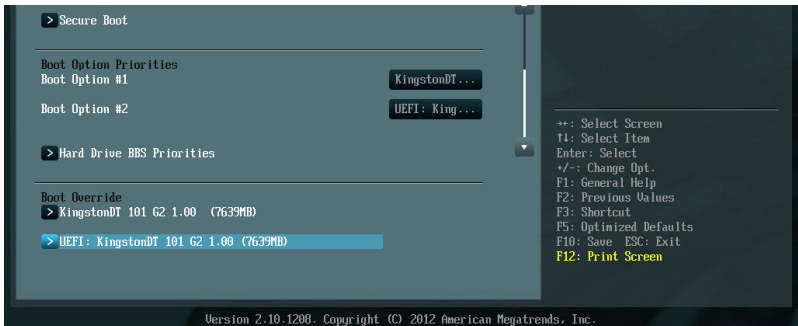 Secure Boot
Boot Option Priorities
Boot Option #1 KingstonDT...
Boot Option #2 UEFI: King...
Hard Drive BBS Priorities
Boot Override
KingstonDT 101 G2 1.00 (7639MB)
UEFI: KingstonDT 101 G2 1.00 (7639MB)
→←: Select Screen
↑↓: Select Item
Enter: Select
+/-: Change Opt.
F1: General Help
F2: Previous Values
F3: Shortcut
F5: Optimized Defaults
F10: Save ESC: Exit
F12: Print Screen
Version 2.10.1208. Copyright (C) 2012 American Megatrends, Inc.